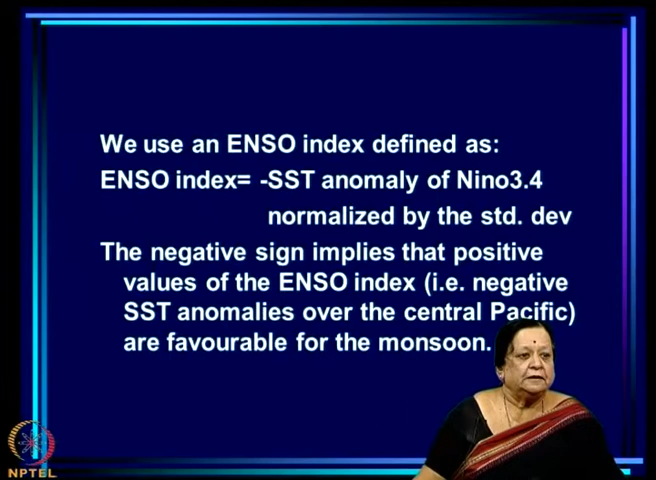 We use an ENSO index defined as:
ENSO index= -SST anomaly of Nino3.4
normalized by the std. dev
The negative sign implies that positive
values of the ENSO index (i.e. negative
SST anomalies over the central Pacific)
are favourable for the monsoon.
NPTEL